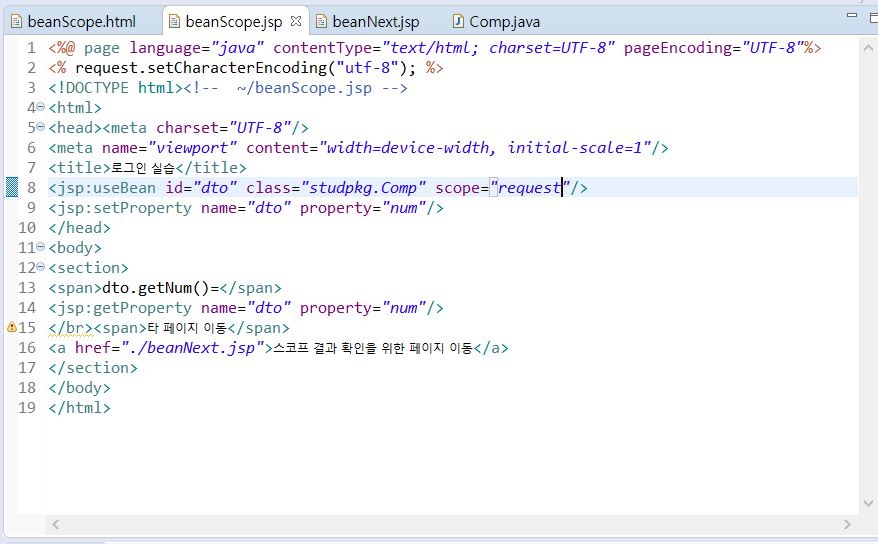 beanScope.html beanScope.jsp beanNext.jsp Comp.java
1 <%@ page language="java" contentType="text/html; charset=UTF-8" pageEncoding="UTF-8"%>
2 <% request.setCharacterEncoding("utf-8"); %>
3 <!DOCTYPE html><!--  ~/beanScope.jsp -->
4 <html>
5 <head><meta charset="UTF-8"/>
6 <meta name="viewport" content="width=device-width, initial-scale=1"/>
7 <title>로그인 실습</title>
8 <jsp:useBean id="dto" class="studpkg.Comp" scope="request"/>
9 <jsp:setProperty name="dto" property="num"/>
10 </head>
11 <body>
12 <section>
13 <span>dto.getNum()=</span>
14 <jsp:getProperty name="dto" property="num"/>
15 </br><span>타 페이지 이동</span>
16 <a href="./beanNext.jsp">스코프 결과 확인을 위한 페이지 이동</a>
17 </section>
18 </body>
19 </html>